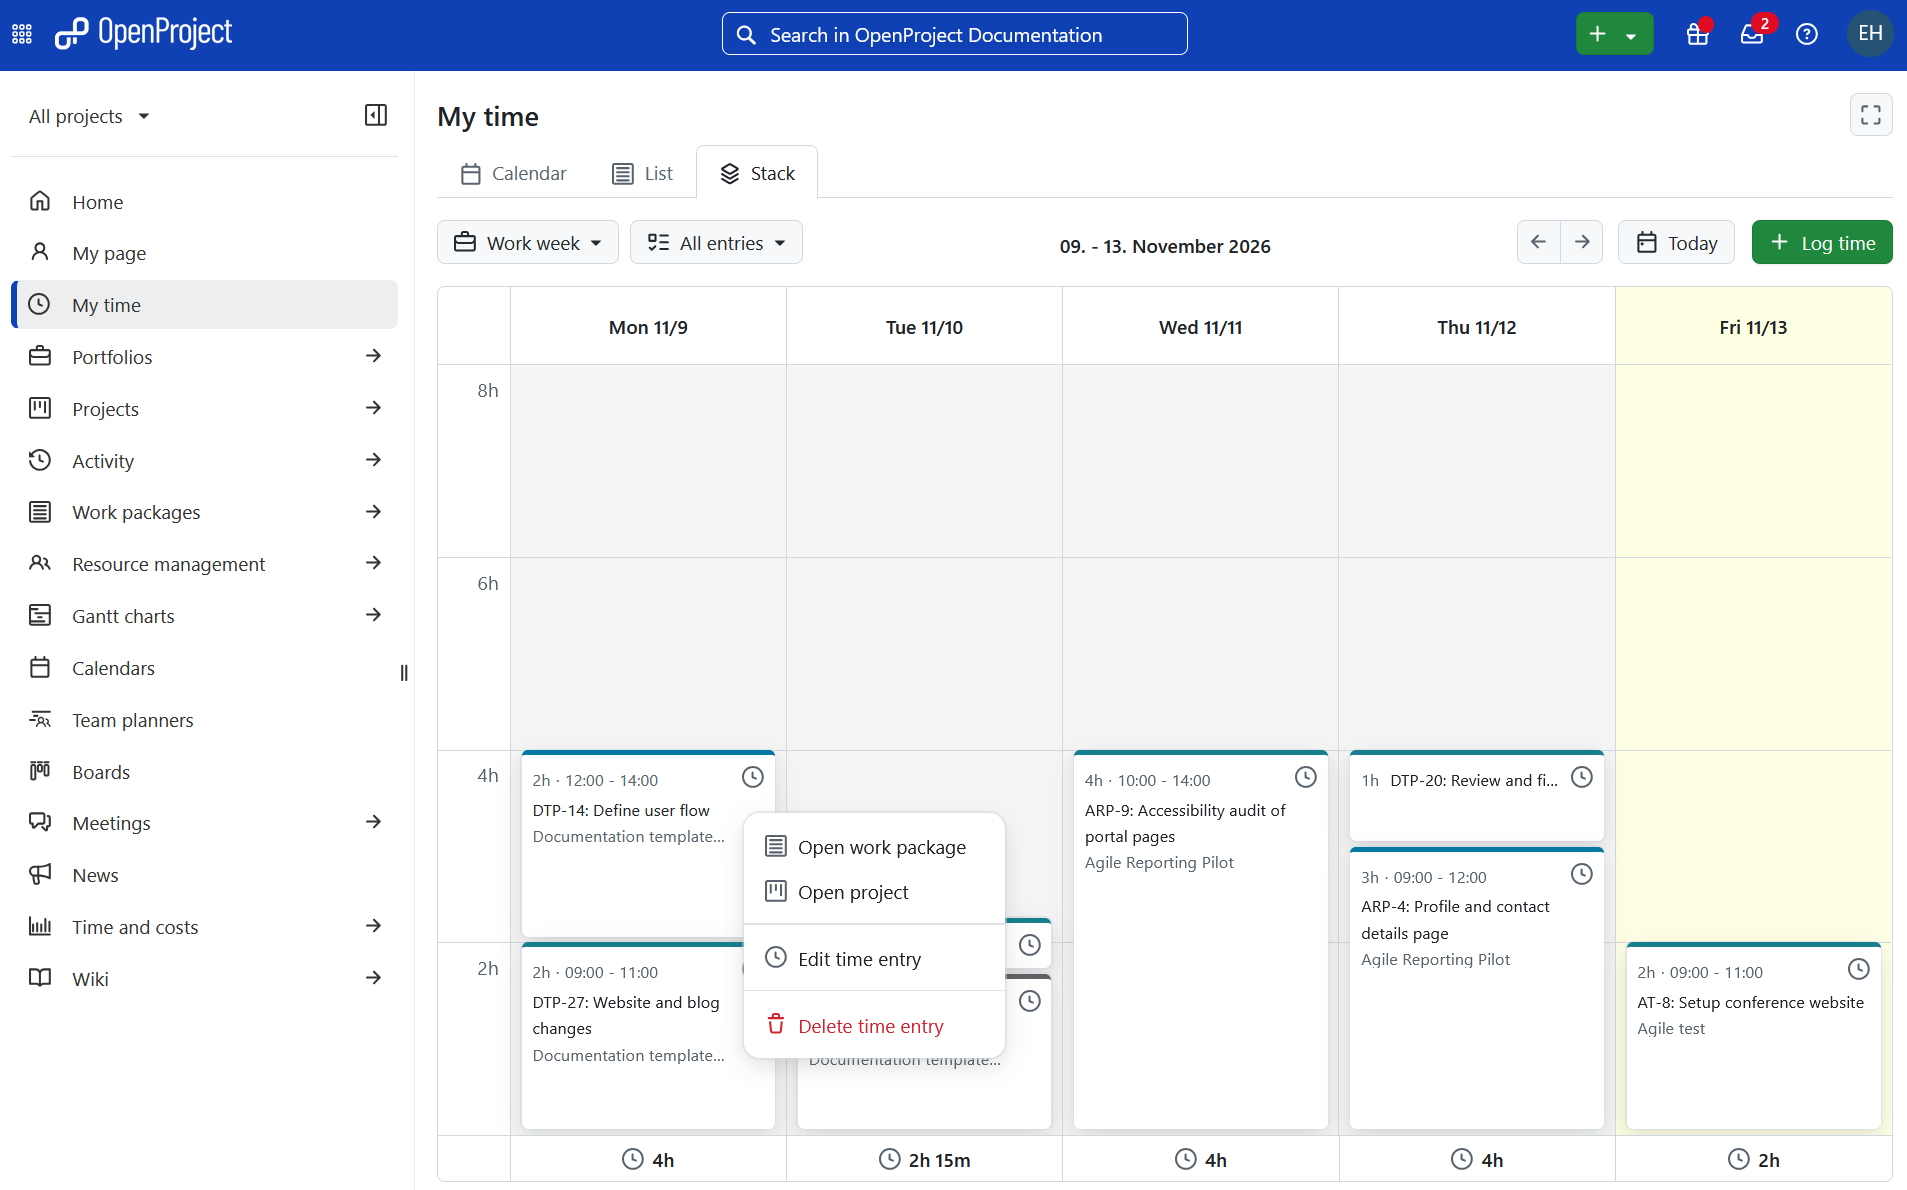 OpenProject
Search in OpenProject Documentation
2
EH
All projects
Home
My page
My time
Portfolios
Projects
Activity
Work packages
Resource management
Gantt charts
Calendars
Team planners
Boards
Meetings
News
Time and costs
Wiki
My time
Calendar
List
Stack
Work week
All entries
09. - 13. November 2026
Today
Log time
Mon 11/9
Tue 11/10
Wed 11/11
Thu 11/12
Fri 11/13
8h
6h
4h
2h
2h · 12:00 - 14:00
DTP-14: Define user flow
Documentation template...
2h · 09:00 - 11:00
DTP-27: Website and blog
changes
Documentation template...
Open work package
Open project
Edit time entry
Delete time entry
Documentation template...
4h · 10:00 - 14:00
ARP-9: Accessibility audit of
portal pages
Agile Reporting Pilot
1h DTP-20: Review and fi...
3h · 09:00 - 12:00
ARP-4: Profile and contact
details page
Agile Reporting Pilot
2h · 09:00 - 11:00
AT-8: Setup conference website
Agile test
4h
2h 15m
4h
4h
2h